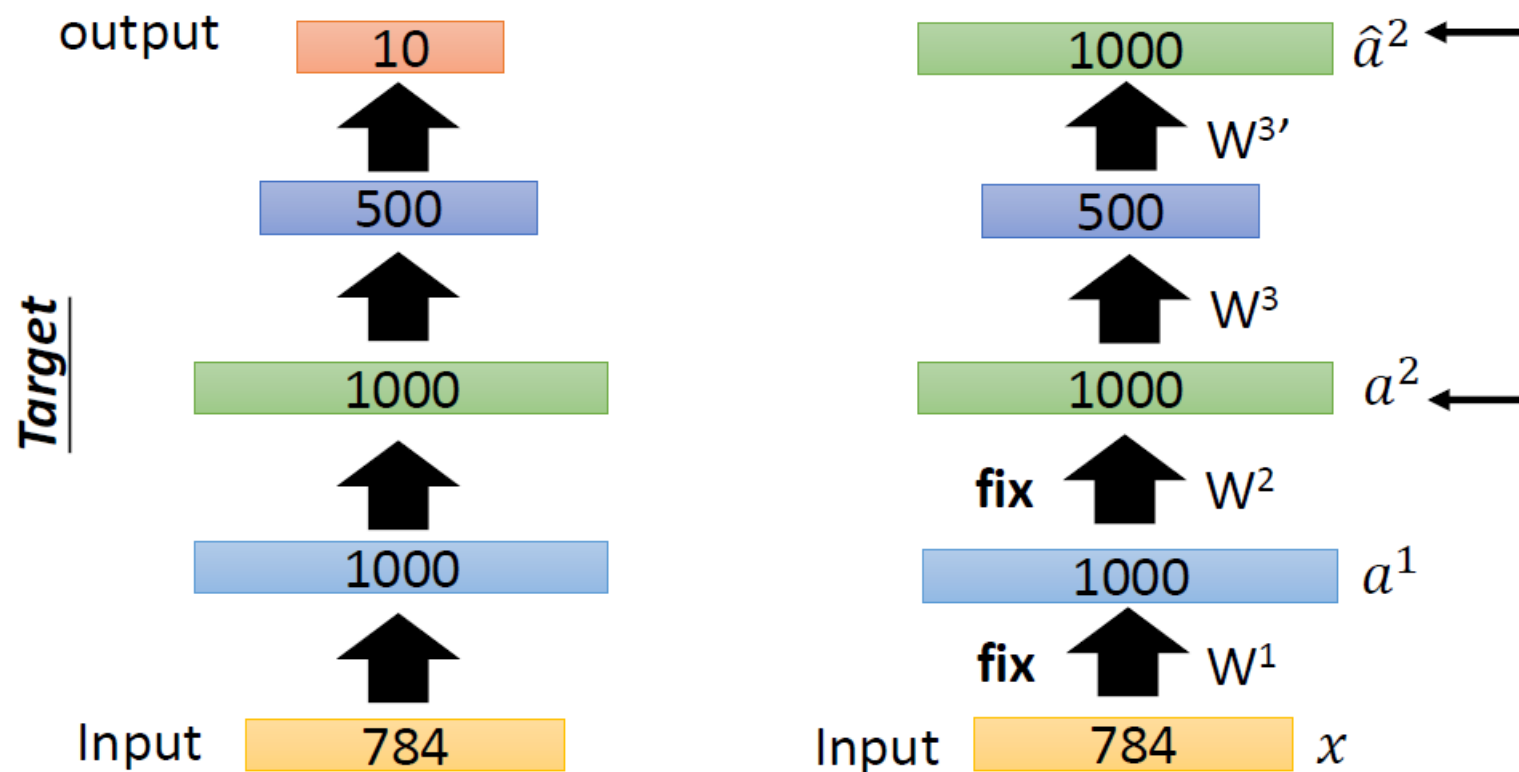 output
10
500
Target
1000
1000
Input
784
1000
â²
W³′
500
W³
1000
a²
fix
W²
1000
a¹
fix
W¹
Input
784
x